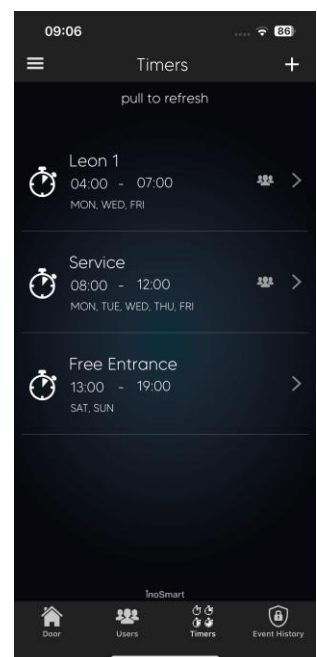 09:06
86
Timers
pull to refresh
Leon 1
04:00 - 07:00
MON, WED, FRI
Service
08:00 - 12:00
MON, TUE, WED, THU, FRI
Free Entrance
13:00 - 19:00
SAT, SUN
InoSmart
Door Users Timers Event History